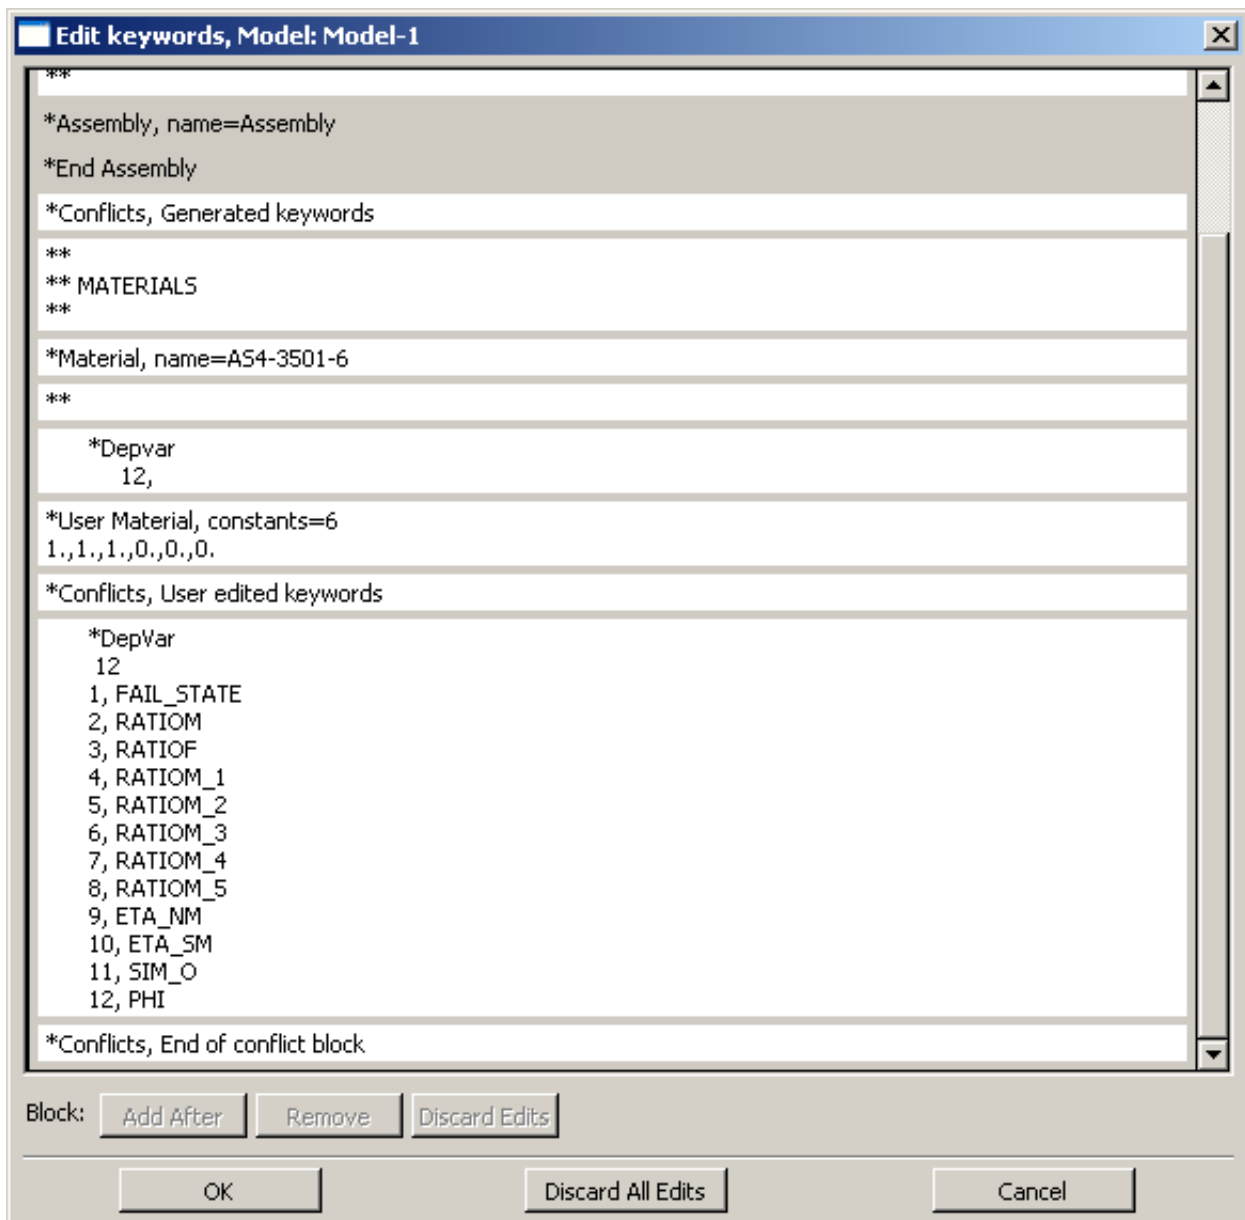 Edit keywords, Model: Model-1
**
*Assembly, name=Assembly
*End Assembly
*Conflicts, Generated keywords
**
** MATERIALS
**
*Material, name=AS4-3501-6
**
*Depvar
12,
*User Material, constants=6
1.,1.,1.,0.,0.,0.
*Conflicts, User edited keywords
*DepVar
12
1, FAIL_STATE
2, RATIOM
3, RATIOF
4, RATIOM_1
5, RATIOM_2
6, RATIOM_3
7, RATIOM_4
8, RATIOM_5
9, ETA_NM
10, ETA_SM
11, SIM_O
12, PHI
*Conflicts, End of conflict block
Block: Add After Remove Discard Edits
OK Discard All Edits Cancel